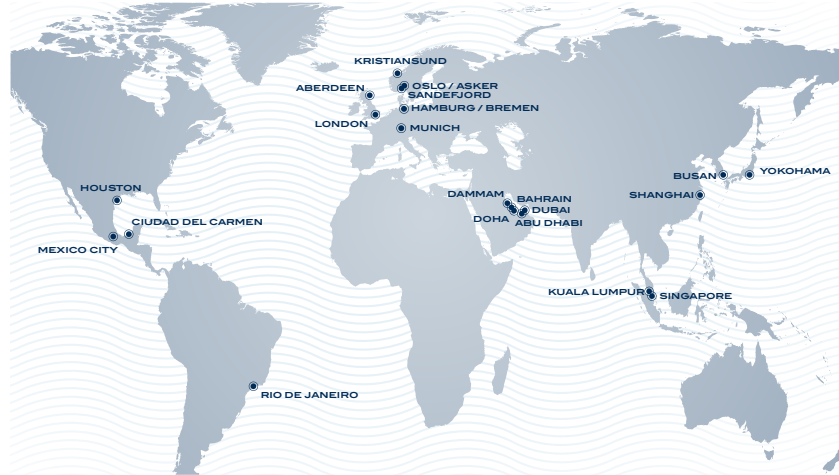 KRISTIANSUND
ABERDEEN
OSLO / ASKER
SANDEFJORD
HAMBURG / BREMEN
LONDON
MUNICH
BUSAN
YOKOHOMA
HOUSTON
DAMMAM
BAHRAIN
SHANGHAI
DUBAI
DOHA
ABU DHABI
CIUDAD DEL CARMEN
MEXICO CITY
KUALA LUMPUR
SINGAPORE
RIO DE JANEIRO